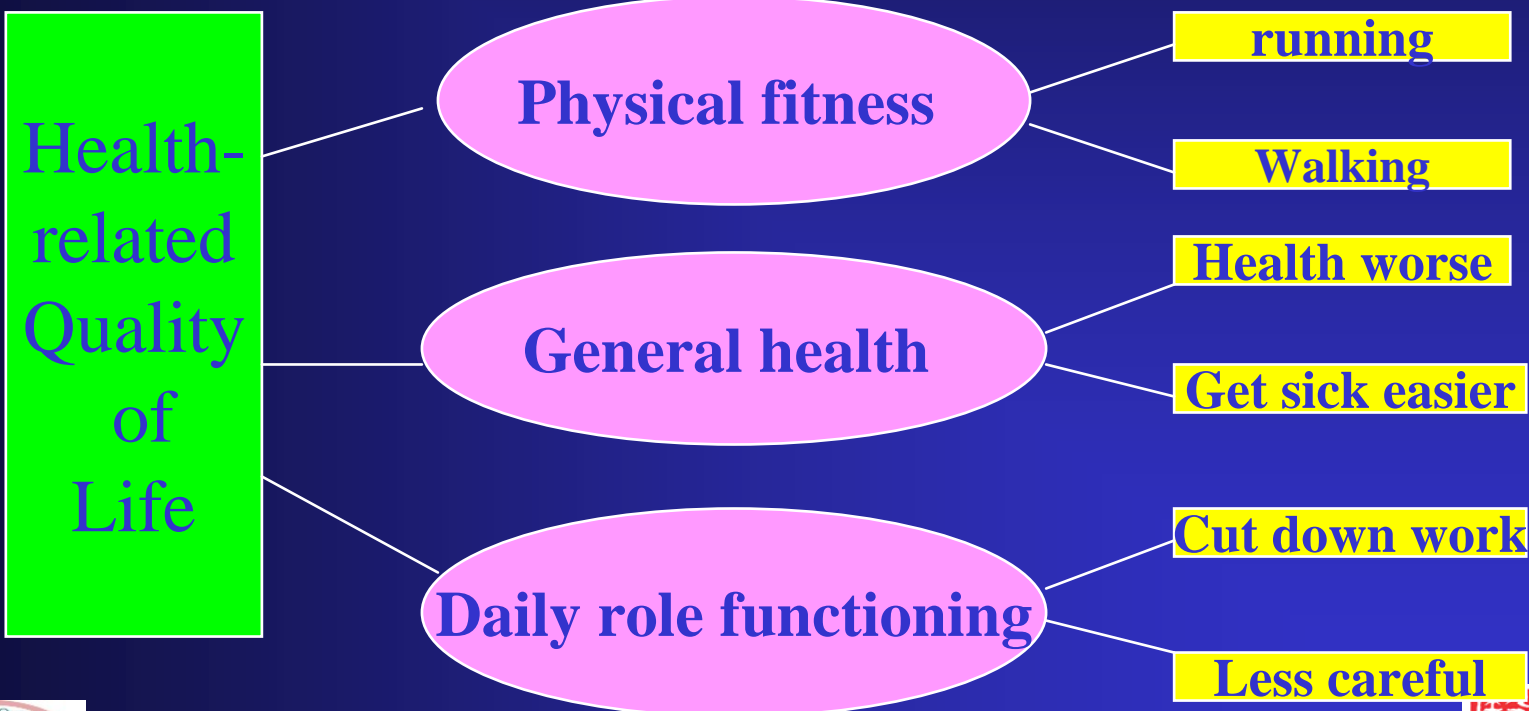 Health-
related
Quality
of
Life
Physical fitness
running
Walking
General health
Health worse
Get sick easier
Daily role functioning
Cut down work
Less careful